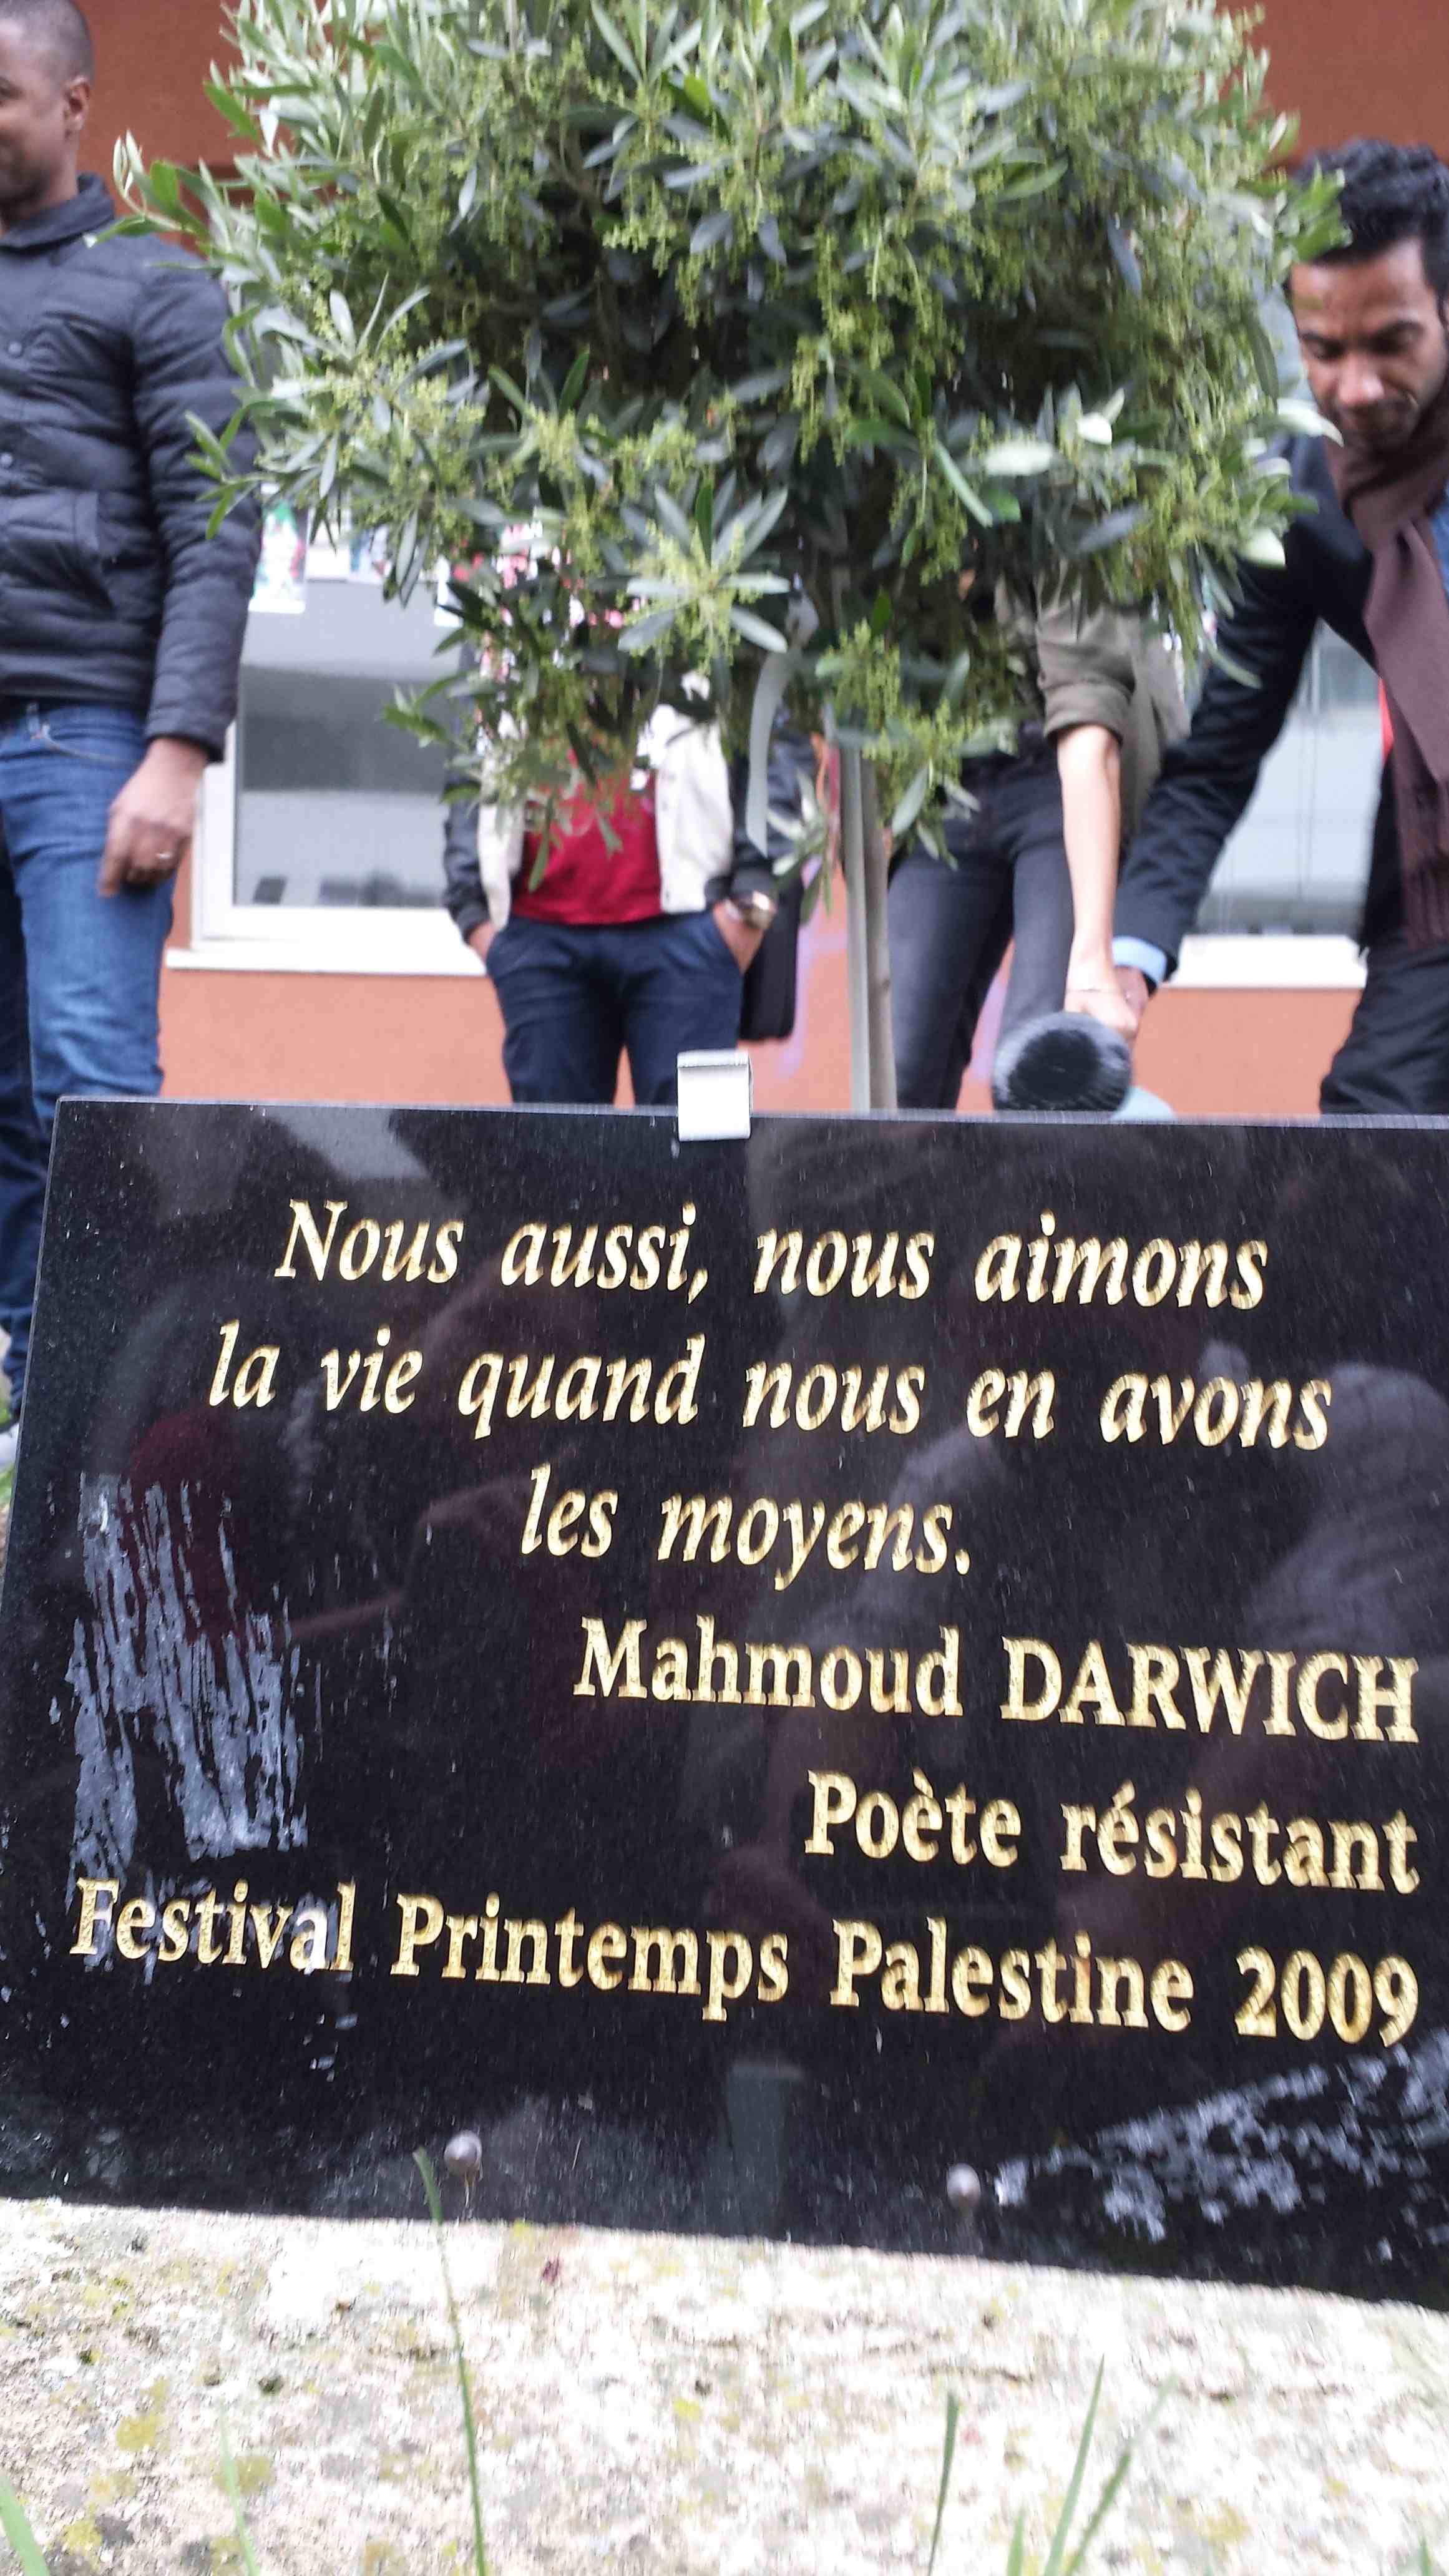 Nous aussi, nous aimons
la vie quand nous en avons
les moyens.
Mahmoud DARWICH
Poète résistant
Festival Printemps Palestine 2009